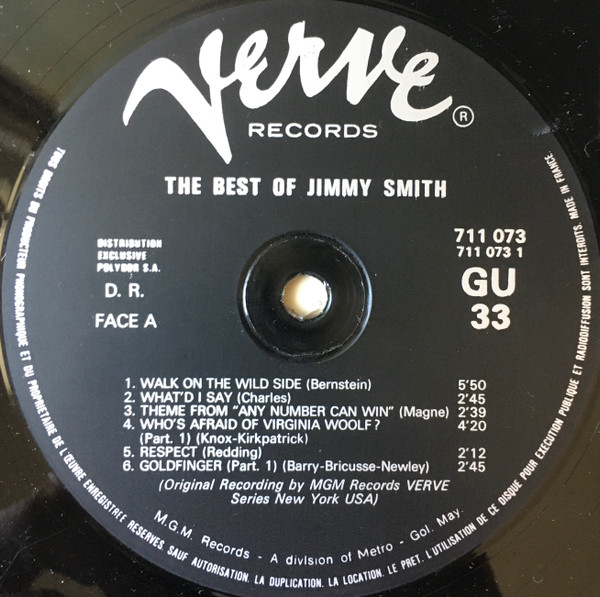 Verve
®
RECORDS
THE BEST OF JIMMY SMITH
DISTRIBUTION
EXCLUSIVE
POLYDOR S.A.
D. R.
FACE A
711 073
711 073 1
GU
33
1. WALK ON THE WILD SIDE (Bernstein) 5'50
2. WHAT'D I SAY (Charles) 2'45
3. THEME FROM "ANY NUMBER CAN WIN" (Magne) 2'39
4. WHO'S AFRAID OF VIRGINIA WOOLF? 4'20
(Part. 1) (Knox-Kirkpatrick)
5. RESPECT (Redding) 2'12
6. GOLDFINGER (Part. 1) (Barry-Bricusse-Newley) 2'45
(Original Recording by MGM Records VERVE
Series New York USA)
M.G.M. Records - A division of Metro - Gol. May.
TOUS DROITS DU PRODUCTEUR PHONOGRAPHIQUE ET DU PROPRIETAIRE DE L'ŒUVRE ENREGISTREE RESERVES. SAUF AUTORISATION. LA DUPLICATION. LA LOCATION. LE PRET. L'UTILISATION DE CE DISQUE POUR EXECUTION PUBLIQUE ET RADIODIFFUSION SONT INTERDITS. MADE IN FRANCE.